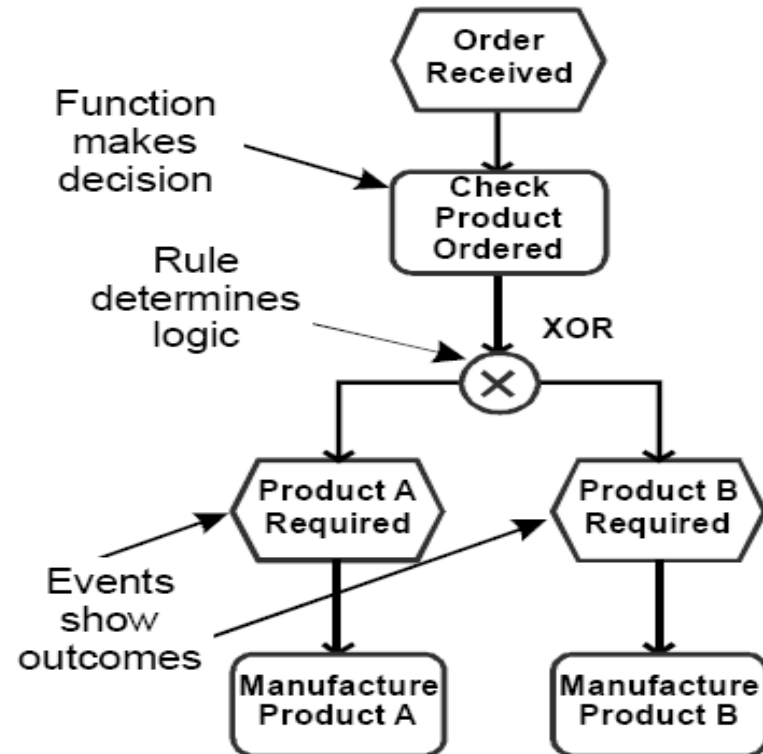 Order
Received
Function
makes
decision
Check
Product
Ordered
Rule
determines
logic
XOR
Product A
Required
Product B
Required
Events
show
outcomes
Manufacture
Product A
Manufacture
Product B